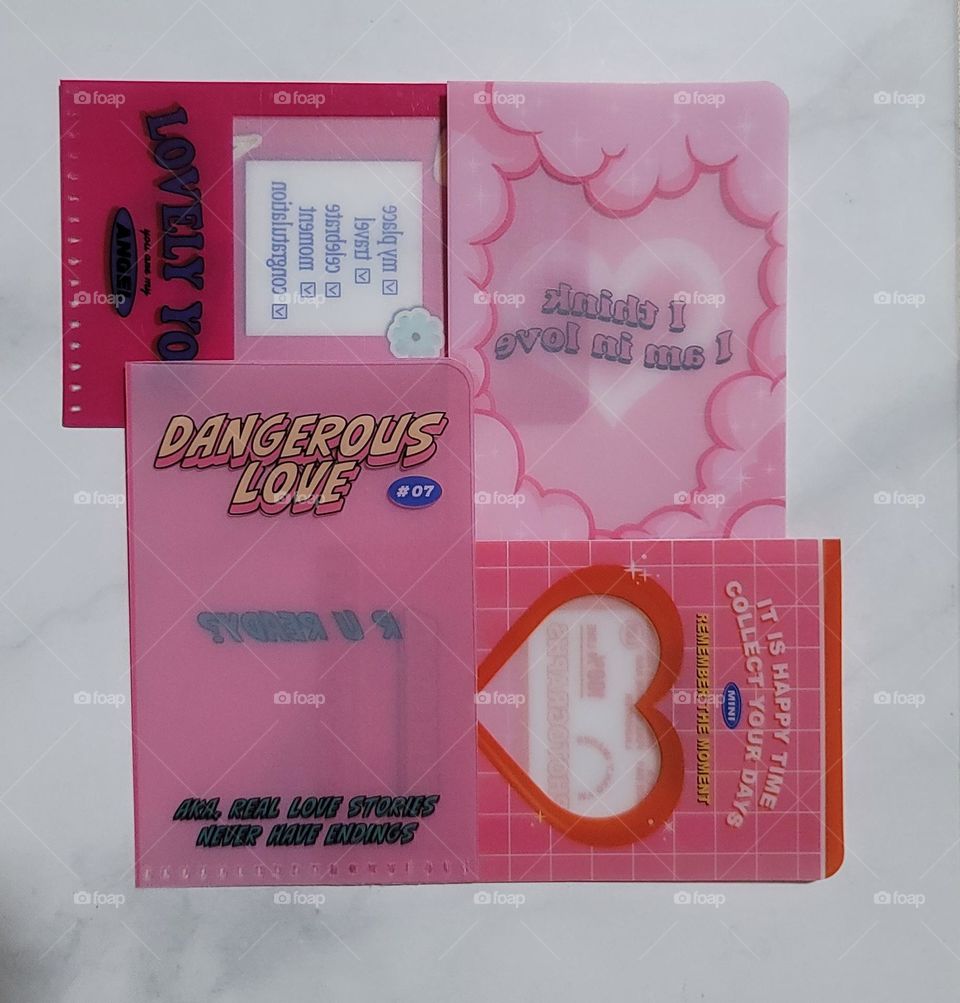 LOVELY YO
you are my
ANGEL
congratulation
moment
celebrate
travel
my place
I think
I am in love
DANGEROUS
LOVE
#07
R U READY?
AKA, REAL LOVE STORIES
NEVER HAVE ENDINGS
IT IS HAPPY TIME
COLLECT YOUR DAYS
MINI
REMEMBER THE MOMENT
foap